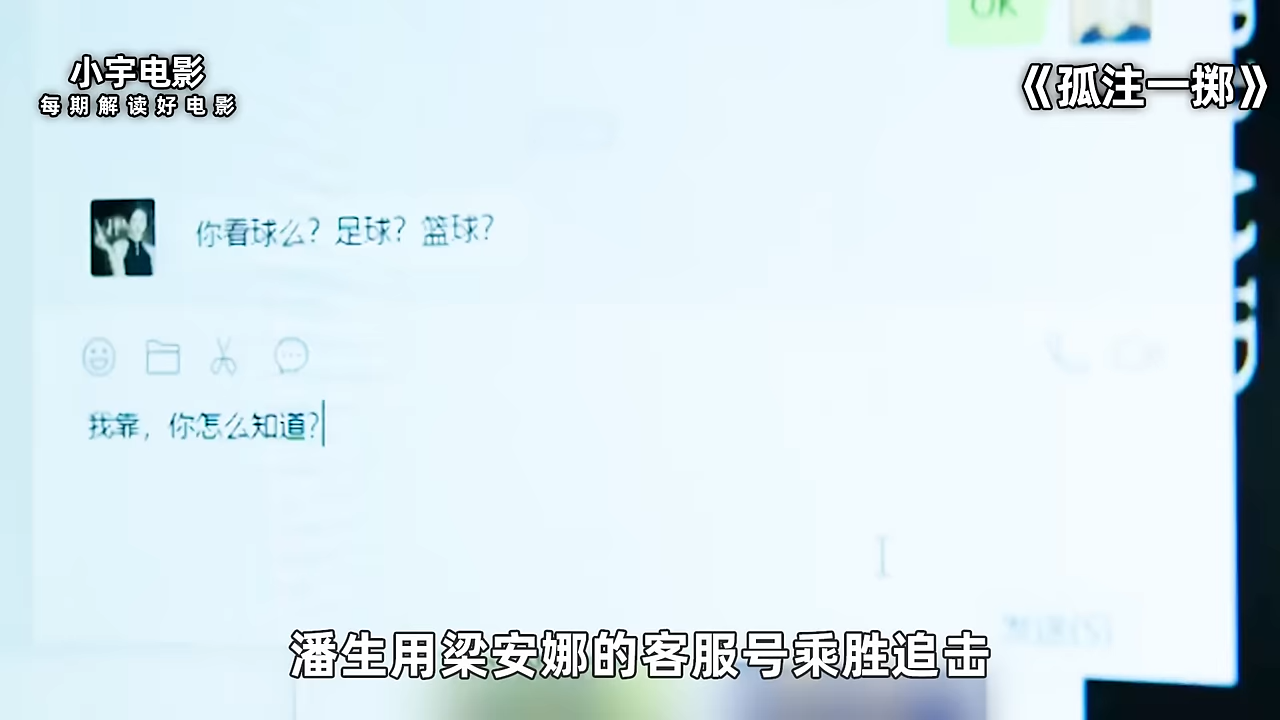 OK
小宇电影
每期解读好电影
《孤注一掷》
你看球么？足球？篮球？
我靠，你怎么知道？
潘生用梁安娜的客服号乘胜追击